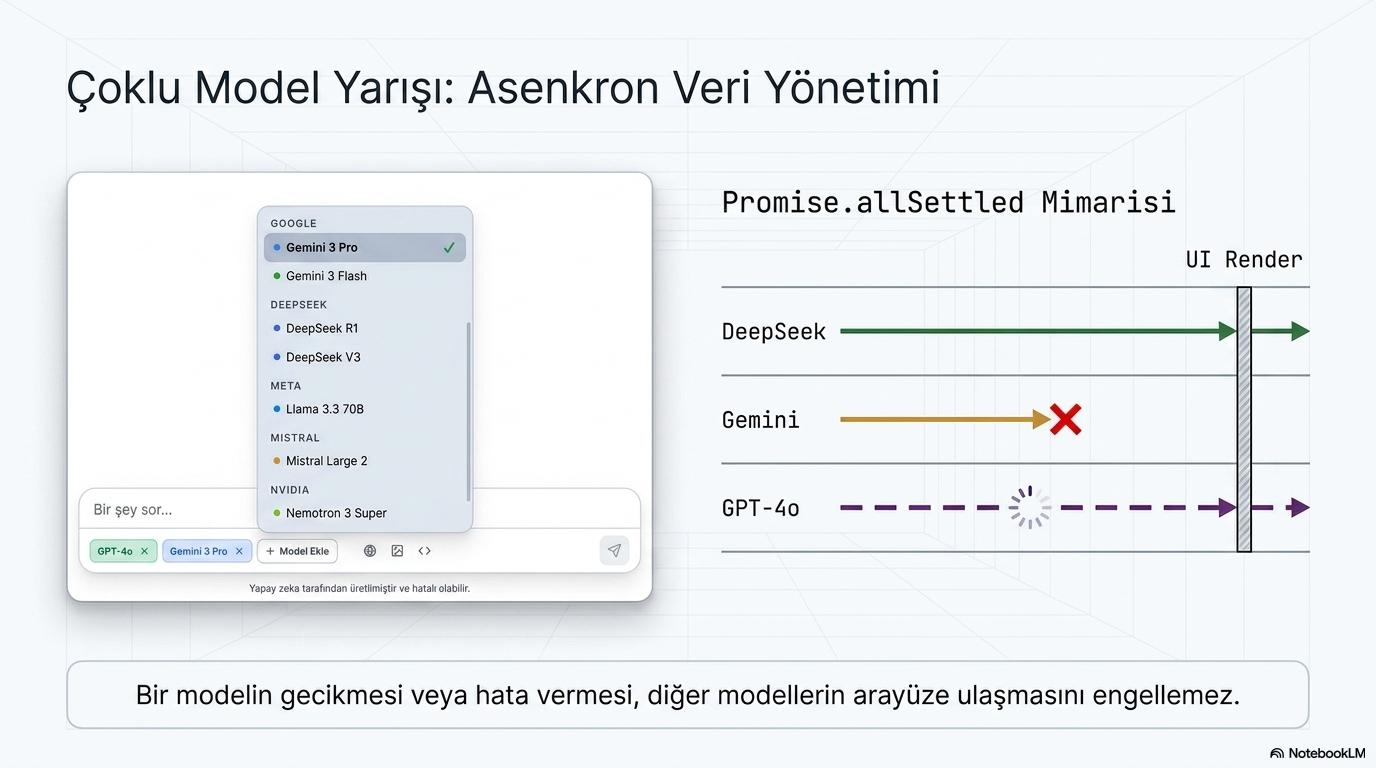 Çoklu Model Yarışı: Asenkron Veri Yönetimi
GOOGLE
Gemini 3 Pro
Gemini 3 Flash
DEEPSEEK
DeepSeek R1
DeepSeek V3
META
Llama 3.3 70B
MISTRAL
Mistral Large 2
NVIDIA
Nemotron 3 Super
Bir şey sor...
GPT-4o × Gemini 3 Pro × + Model Ekle
Yapay zeka tarafından üretlimiştir ve hatalı olabilir.
Promise.allSettled Mimarisi
UI Render
DeepSeek
Gemini
GPT-4o
Bir modelin gecikmesi veya hata vermesi, diğer modellerin arayüze ulaşmasını engellemez.
NotebookLM